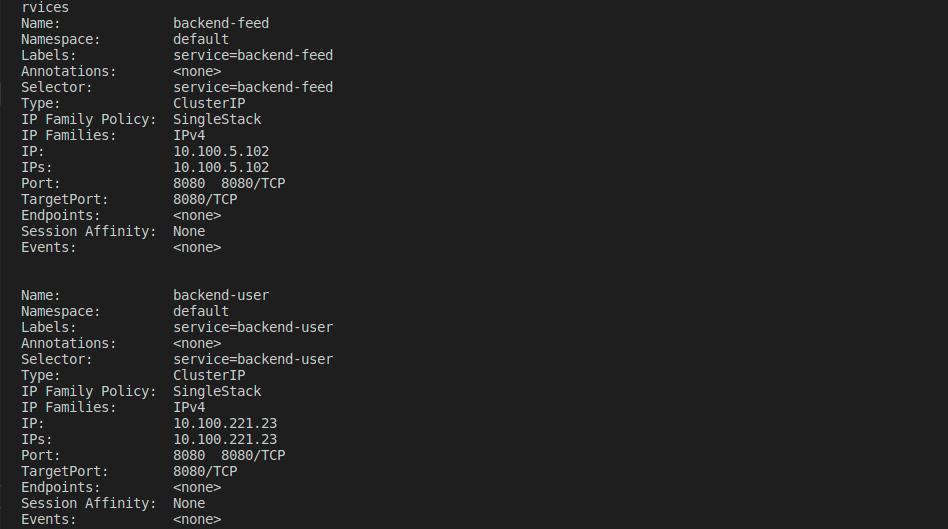 rvices
Name:              backend-feed
Namespace:         default
Labels:            service=backend-feed
Annotations:       <none>
Selector:          service=backend-feed
Type:              ClusterIP
IP Family Policy:  SingleStack
IP Families:       IPv4
IP:                10.100.5.102
IPs:               10.100.5.102
Port:              8080  8080/TCP
TargetPort:        8080/TCP
Endpoints:         <none>
Session Affinity:  None
Events:            <none>
Name:              backend-user
Namespace:         default
Labels:            service=backend-user
Annotations:       <none>
Selector:          service=backend-user
Type:              ClusterIP
IP Family Policy:  SingleStack
IP Families:       IPv4
IP:                10.100.221.23
IPs:               10.100.221.23
Port:              8080  8080/TCP
TargetPort:        8080/TCP
Endpoints:         <none>
Session Affinity:  None
Events:            <none>